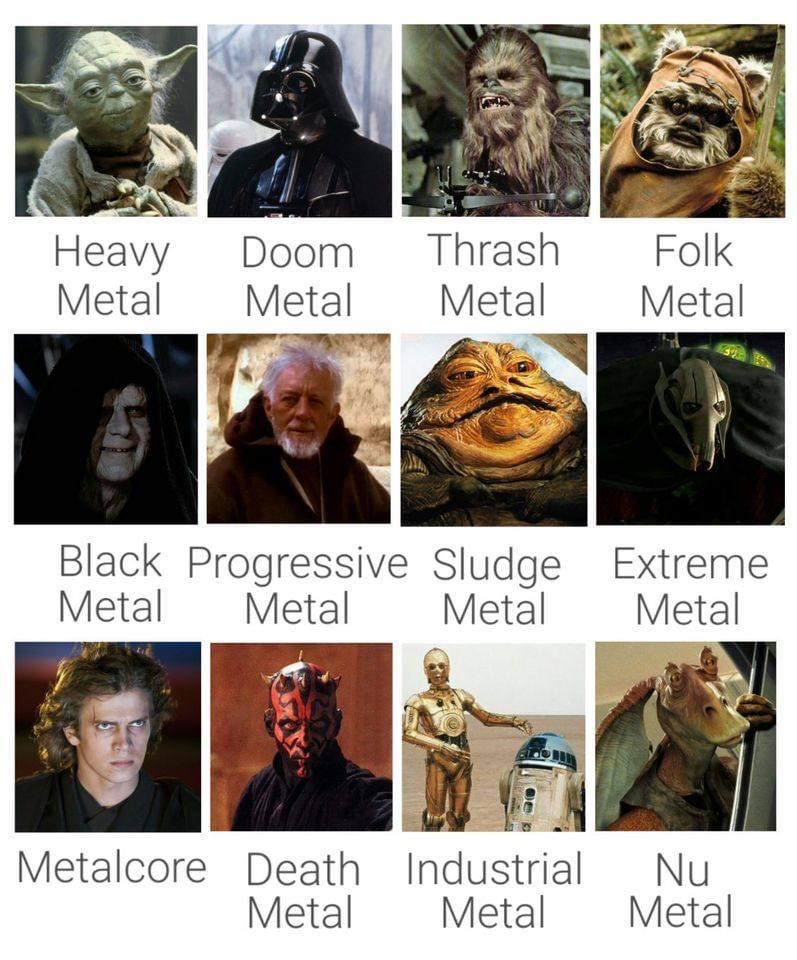 Heavy
Metal
Doom
Metal
Thrash
Metal
Folk
Metal
Black
Metal
Progressive
Metal
Sludge
Metal
Extreme
Metal
Metalcore
Death
Metal
Industrial
Metal
Nu
Metal